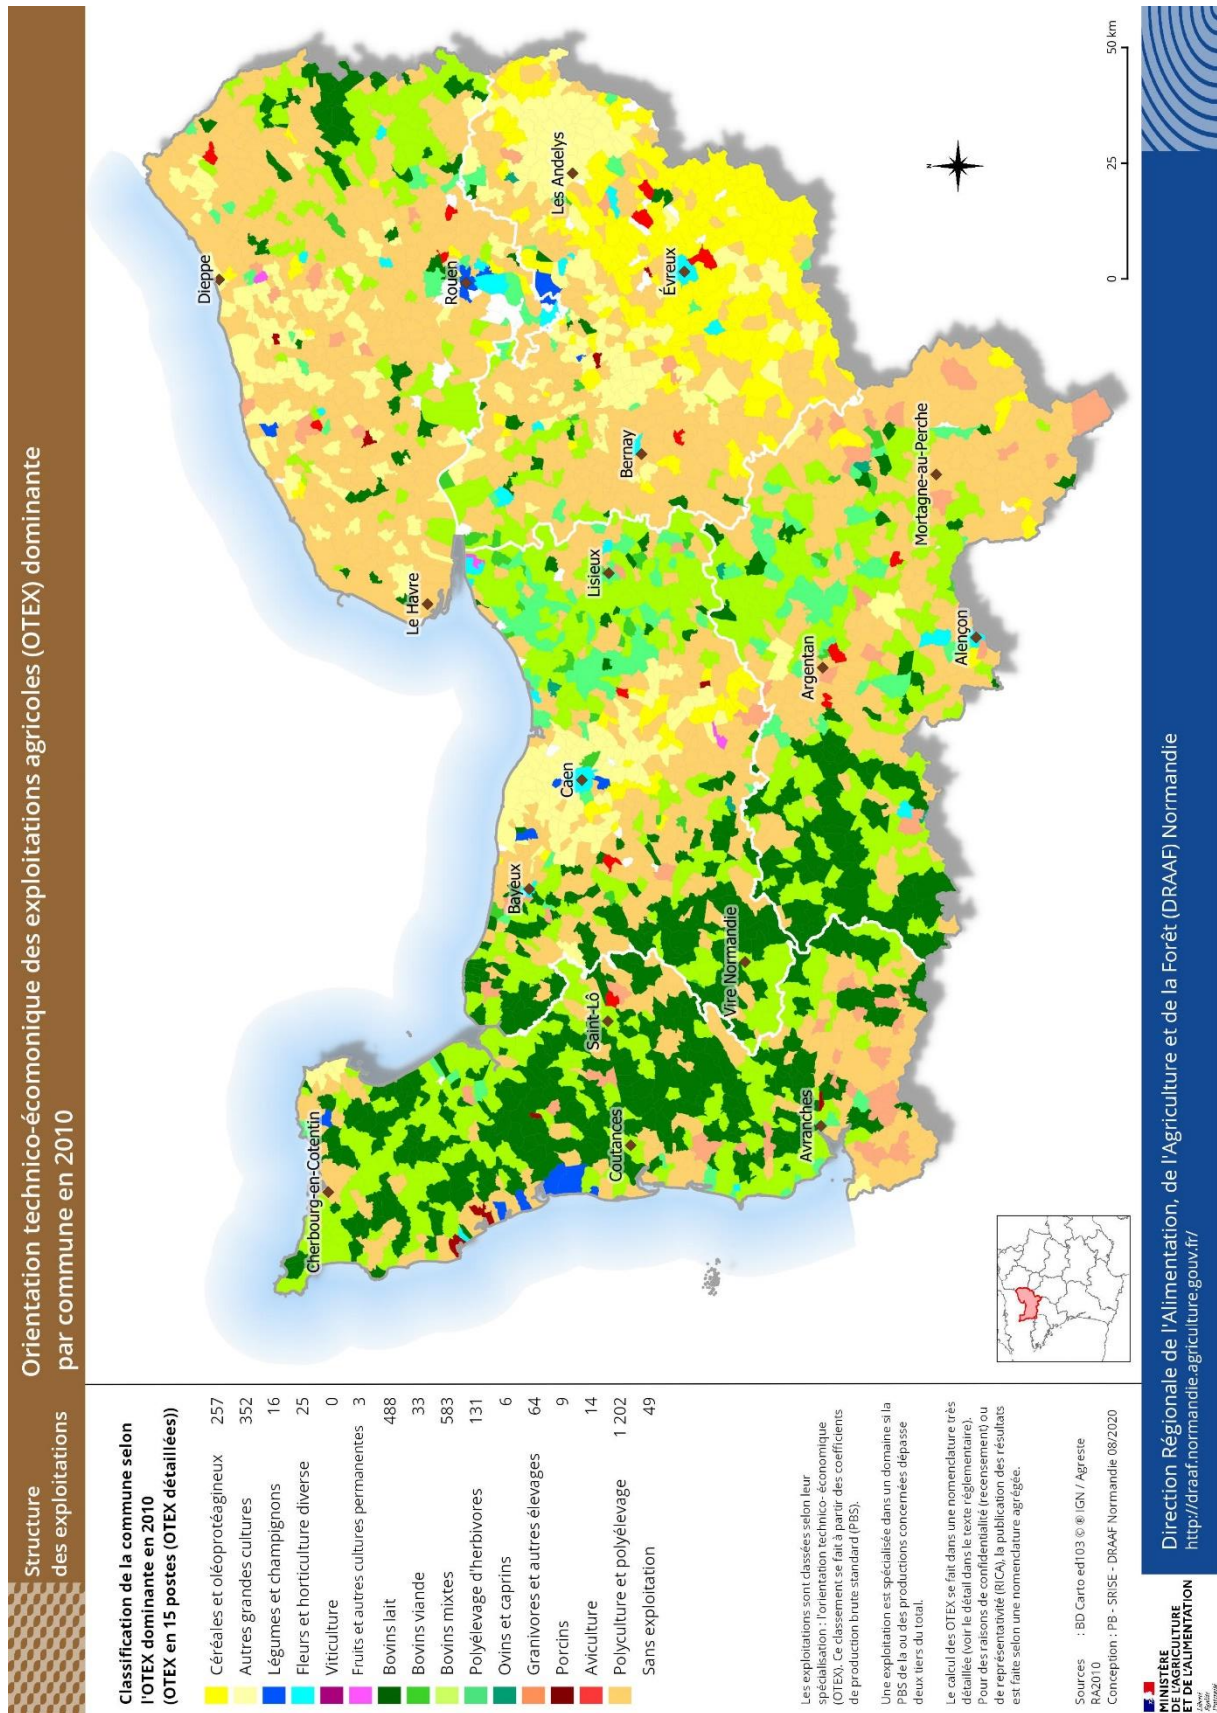 Structure
des exploitations
Orientation technico-écomonique des exploitations agricoles (OTEX) dominante
par commune en 2010
Classification de la commune selon
l'OTEX dominante en 2010
(OTEX en 15 postes (OTEX détaillées))
Céréales et oléoprotéagineux 257
Autres grandes cultures 352
Légumes et champignons 16
Fleurs et horticulture diverse 25
Viticulture 0
Fruits et autres cultures permanentes 3
Bovins lait 488
Bovins viande 33
Bovins mixtes 583
Polyélevage d'herbivores 131
Ovins et caprins 6
Granivores et autres élevages 64
Porcins 9
Aviculture 14
Polyculture et polyélevage 1 202
Sans exploitation 49
Les exploitations sont classées selon leur
spécialisation : l'orientation technico- économique
(OTEX). Ce classement se fait à partir des coefficients
de production brute standard (PBS).
Une exploitation est spécialisée dans un domaine si la
PBS de la ou des productions concernées dépasse
deux tiers du total.
Le calcul des OTEX se fait dans une nomenclature très
détaillée (voir le détail dans le texte réglementaire).
Pour des raisons de confidentialité (recensement) ou
de représentativité (RICA), la publication des résultats
est faite selon une nomenclature agrégée.
Sources : BD Carto ed103 © ® IGN / Agreste
RA2010
Conception : PB - SRISE - DRAAF Normandie 08/2020
Cherbourg-en-Cotentin
Dieppe
Le Havre
Rouen
Les Andelys
Évreux
Bernay
Lisieux
Caen
Bayeux
Saint-Lô
Coutances
Vire Normandie
Avranches
Argentan
Alençon
Mortagne-au-Perche
N
0 25 50 km
MINISTÈRE
DE L'AGRICULTURE
ET DE L'ALIMENTATION
Liberté
Égalité
Fraternité
Direction Régionale de l'Alimentation, de l'Agriculture et de la Forêt (DRAAF) Normandie
http://draaf.normandie.agriculture.gouv.fr/